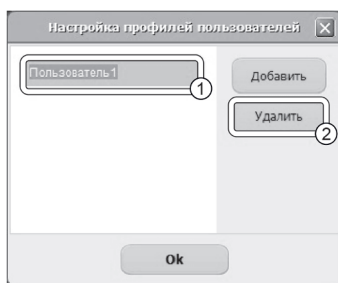 Настройка профилей пользователей
Пользователь1
1
Добавить
Удалить
2
Ok